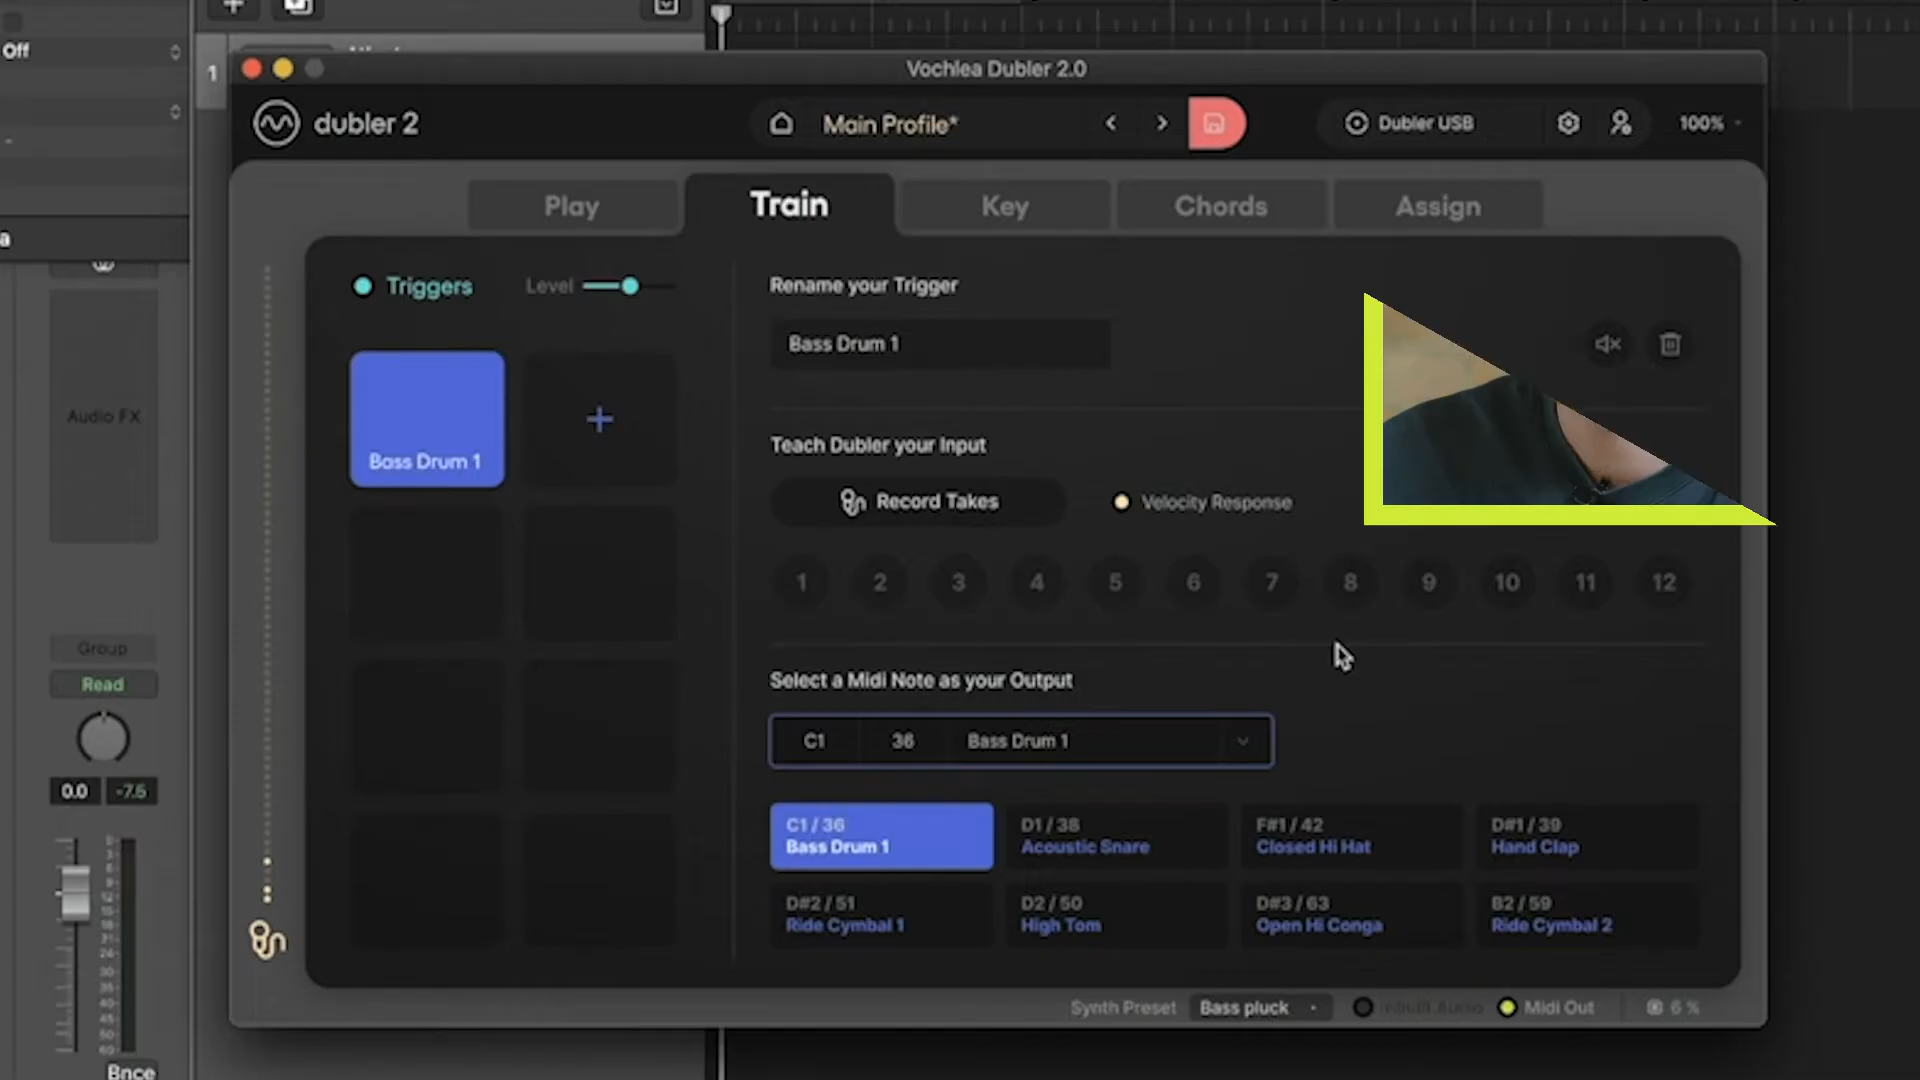 Off
1
Vochlea Dubler 2.0
dubler 2
Main Profile*
Dubler USB
100%
Play
Train
Key
Chords
Assign
a
Triggers
Level
Rename your Trigger
Bass Drum 1
Bass Drum 1
Audio FX
Teach Dubler your Input
Record Takes
Velocity Response
1 2 3 4 5 6 7 8 9 10 11 12
Group
Read
Select a Midi Note as your Output
C1 36 Bass Drum 1
0.0 -7.5
C1 / 36
Bass Drum 1
D1 / 38
Acoustic Snare
F#1 / 42
Closed Hi Hat
D#1 / 39
Hand Clap
D#2 / 51
Ride Cymbal 1
D2 / 50
High Tom
D#3 / 63
Open Hi Conga
B2 / 59
Ride Cymbal 2
Synth Preset
Bass pluck
Inbuilt Audio
Midi Out
6 %
Bnce